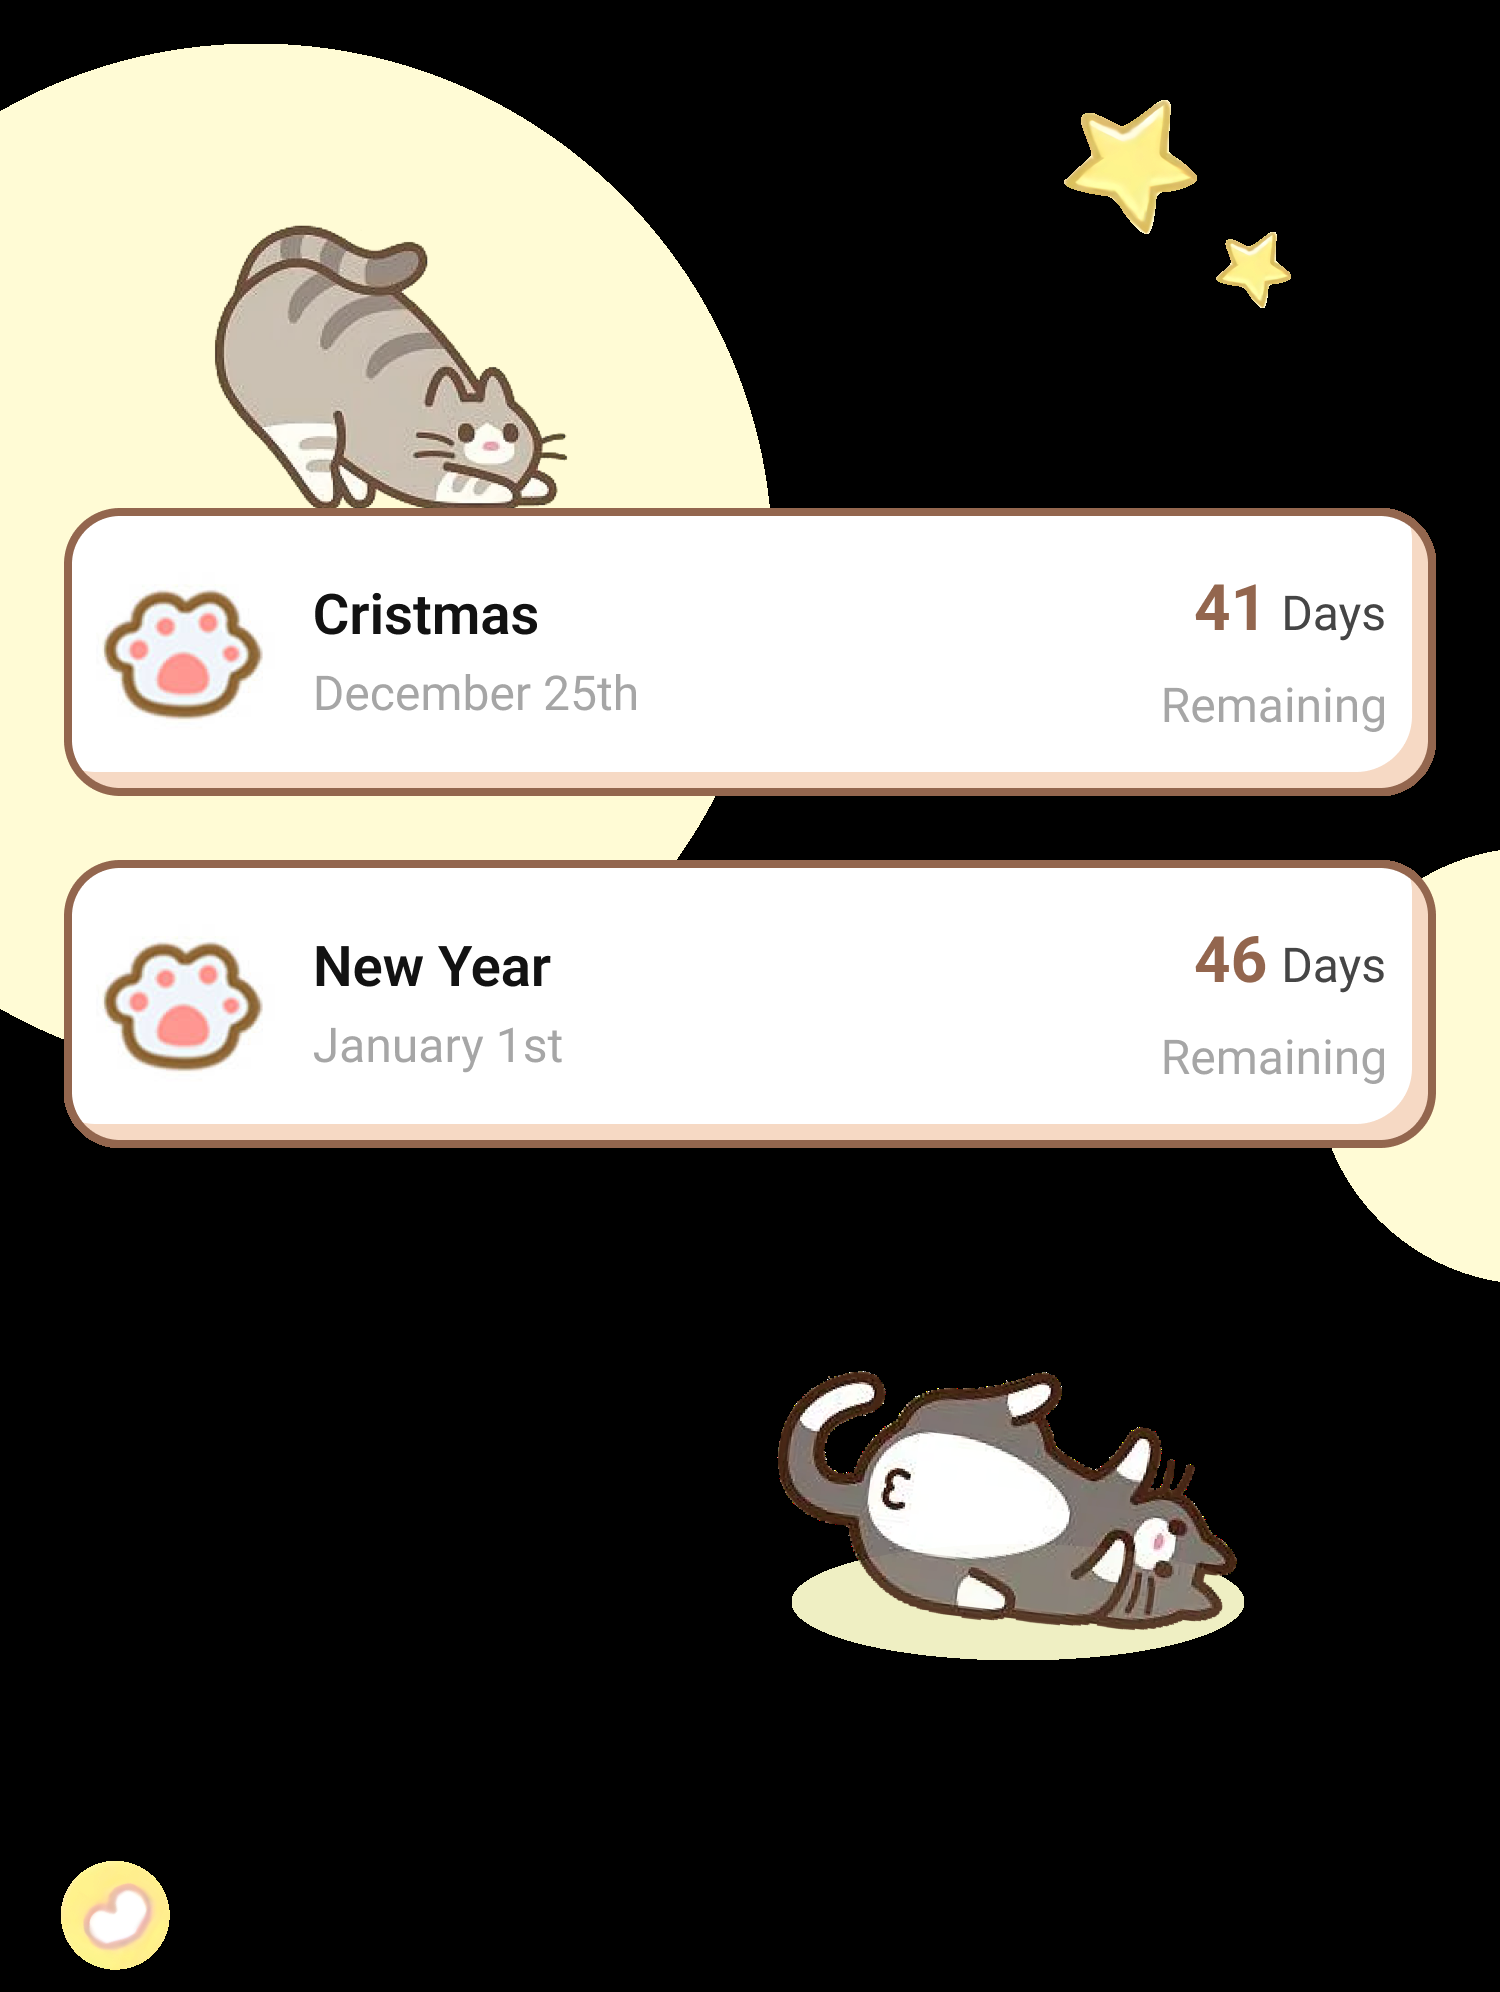 Cristmas
December 25th
41 Days
Remaining
New Year
January 1st
46 Days
Remaining